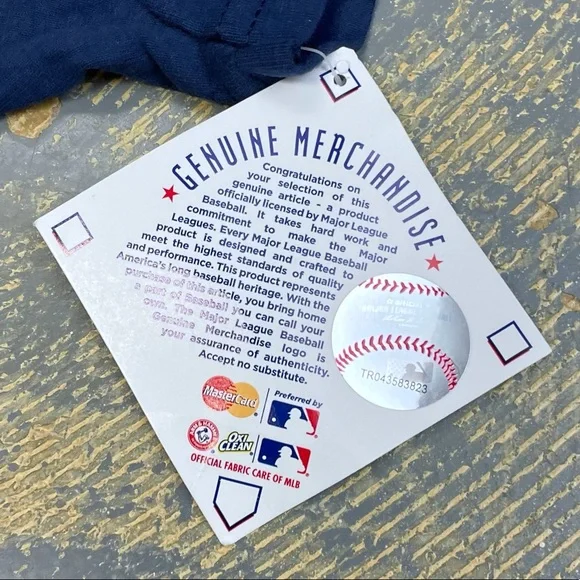 GENUINE MERCHANDISE
Congratulations on
your selection of this
genuine article - a product
officially licensed by Major League
Baseball. It takes hard work and
commitment to make the Major
Leagues. Every Major League Baseball
product is designed and crafted to
meet the highest standards of quality
and performance. This product represents
America's long baseball heritage. With the
purchase of this article, you bring home
a part of Baseball you can call your
own. The Major League Baseball
Genuine Merchandise logo is
your assurance of authenticity.
Accept no substitute.
TR043583823
MasterCard
Preferred by
ARM & HAMMER
OXI
CLEAN
OFFICIAL FABRIC CARE OF MLB